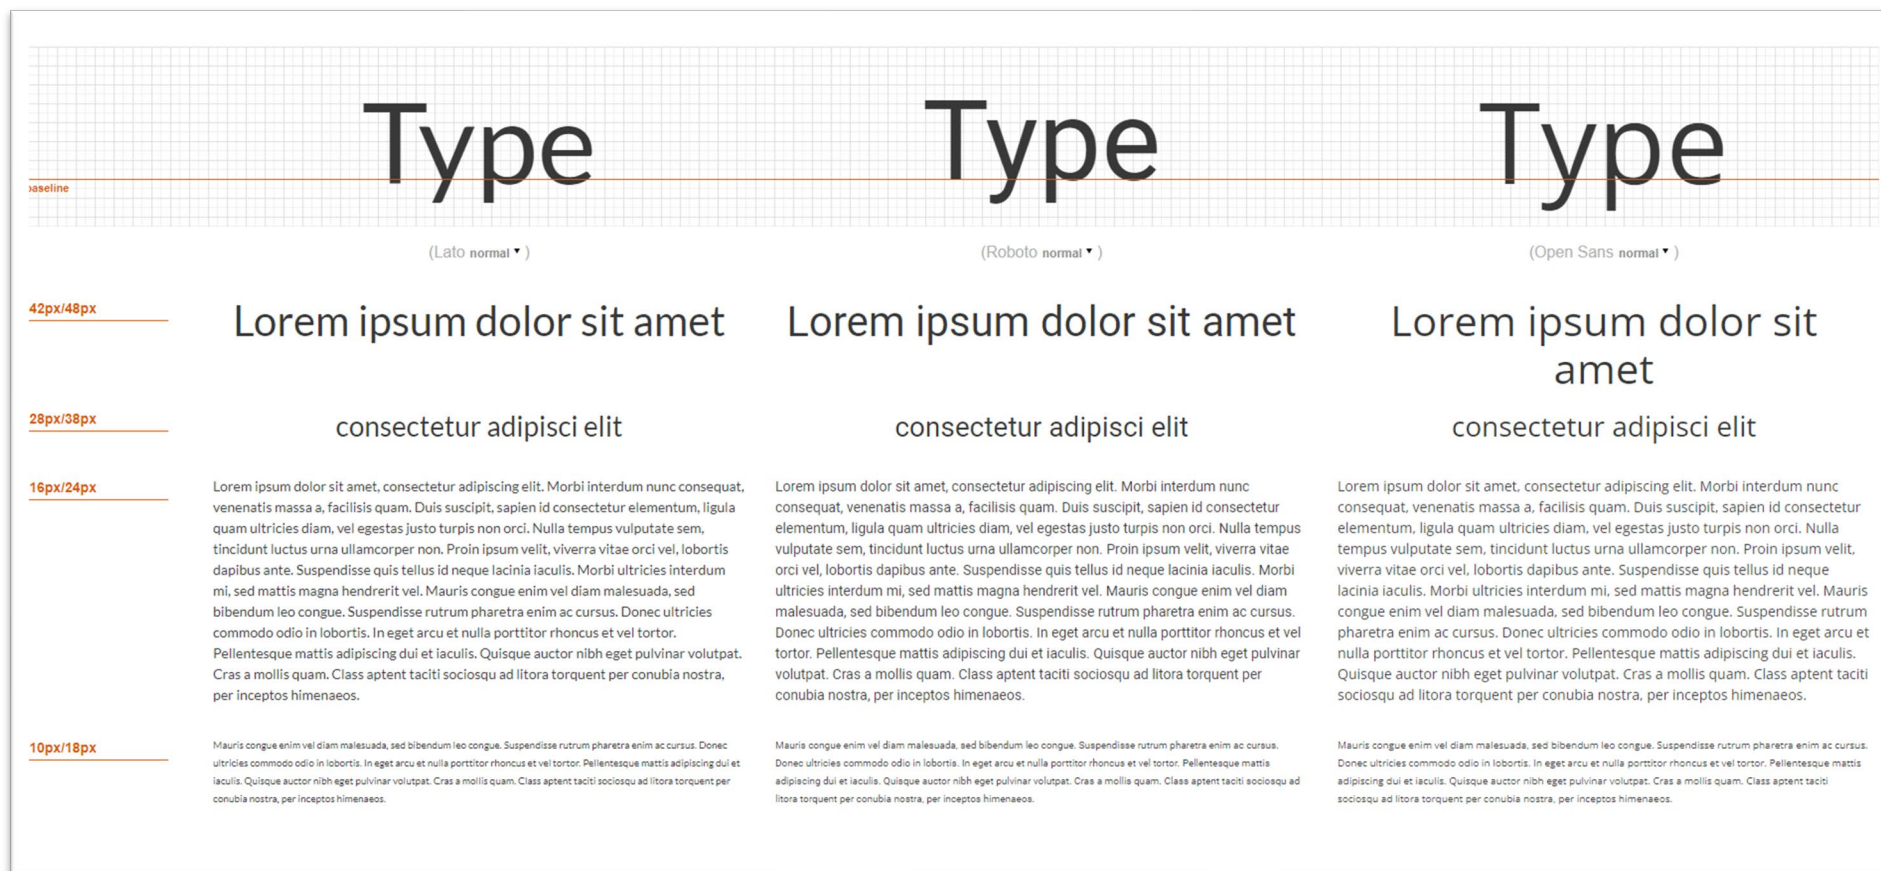 Type
Type
Type
baseline
(Lato normal ▼ )
(Roboto normal ▼ )
(Open Sans normal ▼ )
42px/48px
Lorem ipsum dolor sit amet
Lorem ipsum dolor sit amet
Lorem ipsum dolor sit
amet
28px/38px
consectetur adipisci elit
consectetur adipisci elit
consectetur adipisci elit
16px/24px
Lorem ipsum dolor sit amet, consectetur adipiscing elit. Morbi interdum nunc consequat,
venenatis massa a, facilisis quam. Duis suscipit, sapien id consectetur elementum, ligula
quam ultricies diam, vel egestas justo turpis non orci. Nulla tempus vulputate sem,
tincidunt luctus urna ullamcorper non. Proin ipsum velit, viverra vitae orci vel, lobortis
dapibus ante. Suspendisse quis tellus id neque lacinia iaculis. Morbi ultricies interdum
mi, sed mattis magna hendrerit vel. Mauris congue enim vel diam malesuada, sed
bibendum leo congue. Suspendisse rutrum pharetra enim ac cursus. Donec ultricies
commodo odio in lobortis. In eget arcu et nulla porttitor rhoncus et vel tortor.
Pellentesque mattis adipiscing dui et iaculis. Quisque auctor nibh eget pulvinar volutpat.
Cras a mollis quam. Class aptent taciti sociosqu ad litora torquent per conubia nostra,
per inceptos himenaeos.
Lorem ipsum dolor sit amet, consectetur adipiscing elit. Morbi interdum nunc
consequat, venenatis massa a, facilisis quam. Duis suscipit, sapien id consectetur
elementum, ligula quam ultricies diam, vel egestas justo turpis non orci. Nulla tempus
vulputate sem, tincidunt luctus urna ullamcorper non. Proin ipsum velit, viverra vitae
orci vel, lobortis dapibus ante. Suspendisse quis tellus id neque lacinia iaculis. Morbi
ultricies interdum mi, sed mattis magna hendrerit vel. Mauris congue enim vel diam
malesuada, sed bibendum leo congue. Suspendisse rutrum pharetra enim ac cursus.
Donec ultricies commodo odio in lobortis. In eget arcu et nulla porttitor rhoncus et vel
tortor. Pellentesque mattis adipiscing dui et iaculis. Quisque auctor nibh eget pulvinar
volutpat. Cras a mollis quam. Class aptent taciti sociosqu ad litora torquent per
conubia nostra, per inceptos himenaeos.
Lorem ipsum dolor sit amet, consectetur adipiscing elit. Morbi interdum nunc
consequat, venenatis massa a, facilisis quam. Duis suscipit, sapien id consectetur
elementum, ligula quam ultricies diam, vel egestas justo turpis non orci. Nulla
tempus vulputate sem, tincidunt luctus urna ullamcorper non. Proin ipsum velit,
viverra vitae orci vel, lobortis dapibus ante. Suspendisse quis tellus id neque
lacinia iaculis. Morbi ultricies interdum mi, sed mattis magna hendrerit vel. Mauris
congue enim vel diam malesuada, sed bibendum leo congue. Suspendisse rutrum
pharetra enim ac cursus. Donec ultricies commodo odio in lobortis. In eget arcu et
nulla porttitor rhoncus et vel tortor. Pellentesque mattis adipiscing dui et iaculis.
Quisque auctor nibh eget pulvinar volutpat. Cras a mollis quam. Class aptent taciti
sociosqu ad litora torquent per conubia nostra, per inceptos himenaeos.
10px/18px
Mauris congue enim vel diam malesuada, sed bibendum leo congue. Suspendisse rutrum pharetra enim ac cursus. Donec
ultricies commodo odio in lobortis. In eget arcu et nulla porttitor rhoncus et vel tortor. Pellentesque mattis adipiscing dui et
iaculis. Quisque auctor nibh eget pulvinar volutpat. Cras a mollis quam. Class aptent taciti sociosqu ad litora torquent per
conubia nostra, per inceptos himenaeos.
Mauris congue enim vel diam malesuada, sed bibendum leo congue. Suspendisse rutrum pharetra enim ac cursus.
Donec ultricies commodo odio in lobortis. In eget arcu et nulla porttitor rhoncus et vel tortor. Pellentesque mattis
adipiscing dui et iaculis. Quisque auctor nibh eget pulvinar volutpat. Cras a mollis quam. Class aptent taciti sociosqu ad
litora torquent per conubia nostra, per inceptos himenaeos.
Mauris congue enim vel diam malesuada, sed bibendum leo congue. Suspendisse rutrum pharetra enim ac cursus.
Donec ultricies commodo odio in lobortis. In eget arcu et nulla porttitor rhoncus et vel tortor. Pellentesque mattis
adipiscing dui et iaculis. Quisque auctor nibh eget pulvinar volutpat. Cras a mollis quam. Class aptent taciti
sociosqu ad litora torquent per conubia nostra, per inceptos himenaeos.